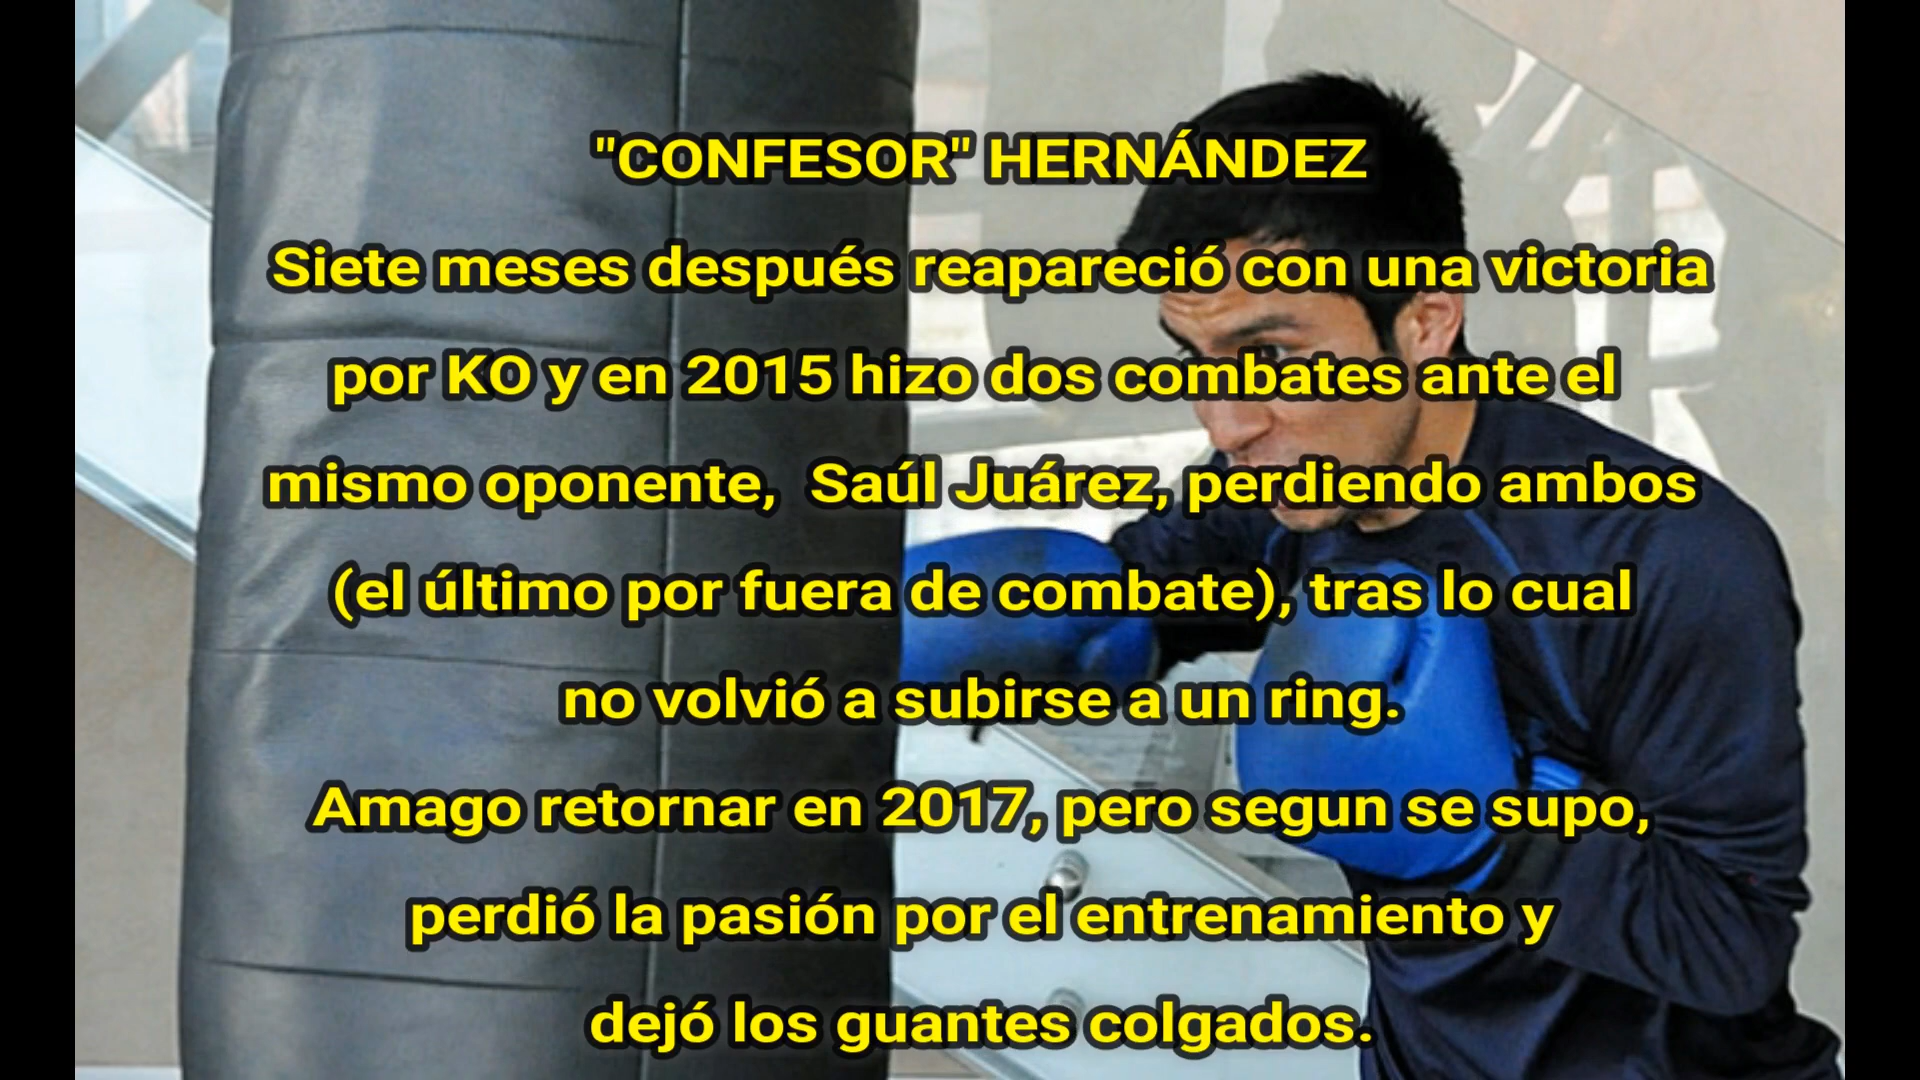 "CONFESOR" HERNÁNDEZ
Siete meses después reapareció con una victoria
por KO y en 2015 hizo dos combates ante el
mismo oponente,  Saúl Juárez, perdiendo ambos
(el último por fuera de combate), tras lo cual
no volvió a subirse a un ring.
Amago retornar en 2017, pero segun se supo,
perdió la pasión por el entrenamiento y
dejó los guantes colgados.